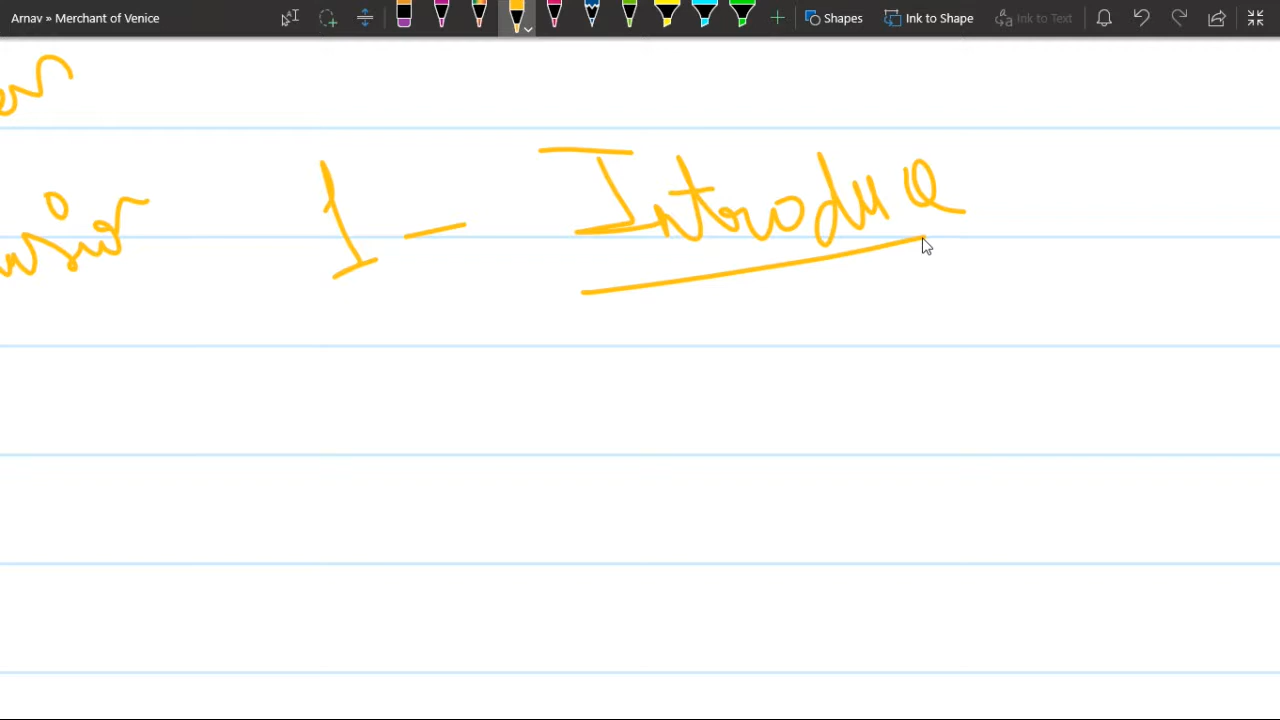 Arnav » Merchant of Venice
Shapes
Ink to Shape
Ink to Text
1 - Introduce